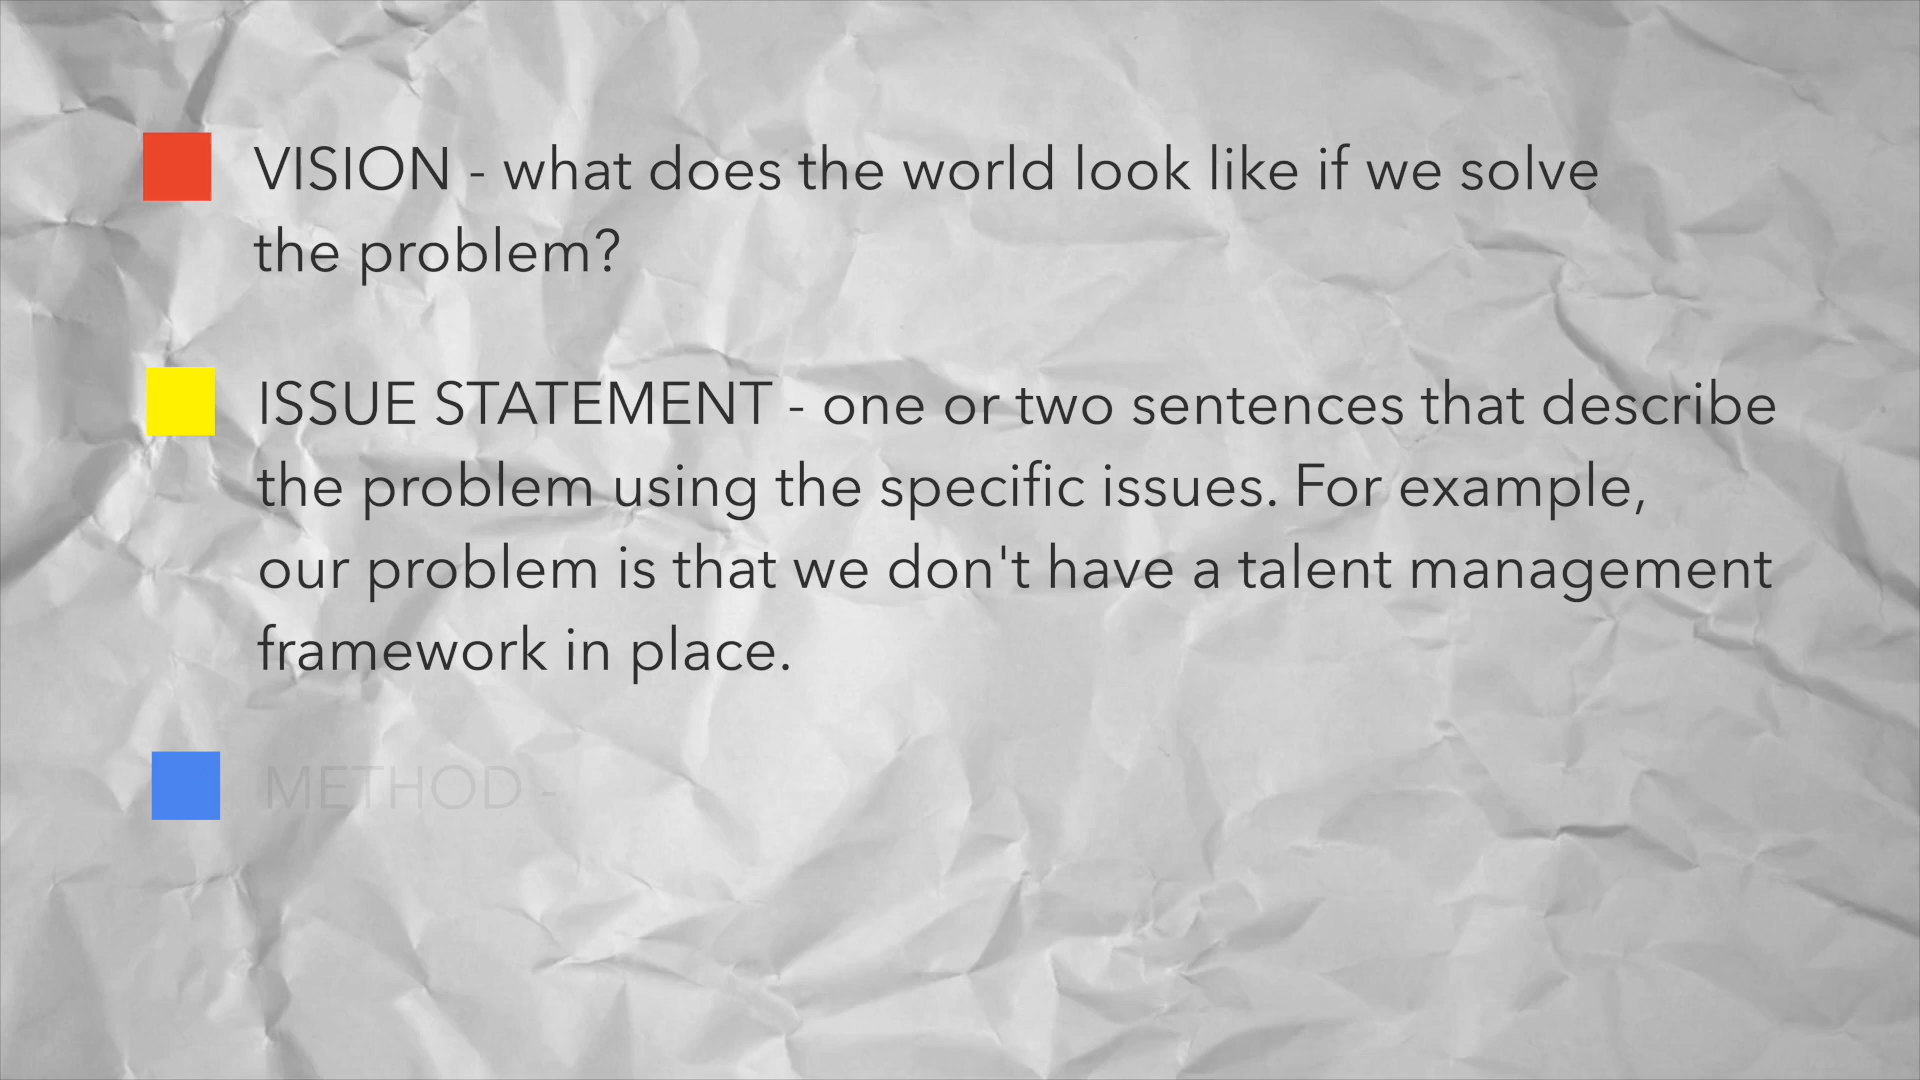 VISION - what does the world look like if we solve
the problem?
ISSUE STATEMENT - one or two sentences that describe
the problem using the specific issues. For example,
our problem is that we don't have a talent management
framework in place.
METHOD -